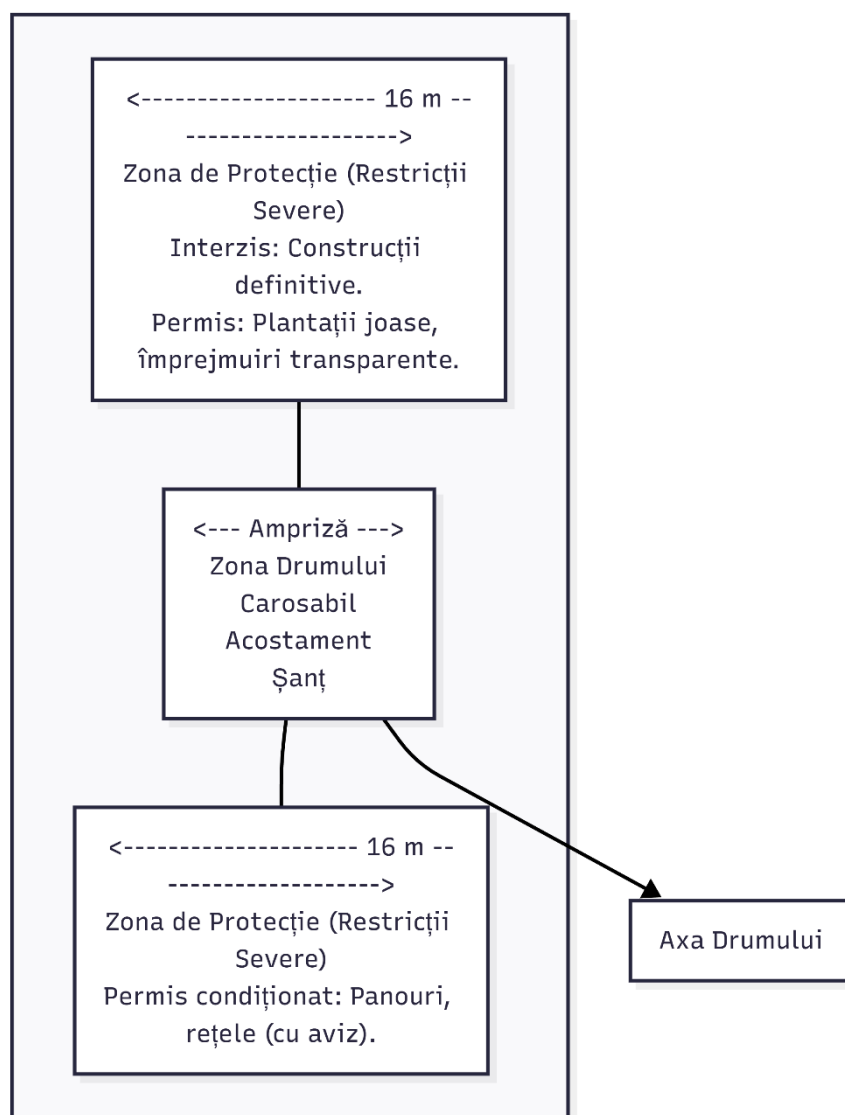 <--------------------- 16 m --
------------------->
Zona de Protecție (Restricții
Severe)
Interzis: Construcții
definitive.
Permis: Plantații joase,
împrejmuiri transparente.
<--- Ampriză --->
Zona Drumului
Carosabil
Acostament
Șanț
<--------------------- 16 m --
------------------->
Zona de Protecție (Restricții
Severe)
Permis condiționat: Panouri,
rețele (cu aviz).
Axa Drumului